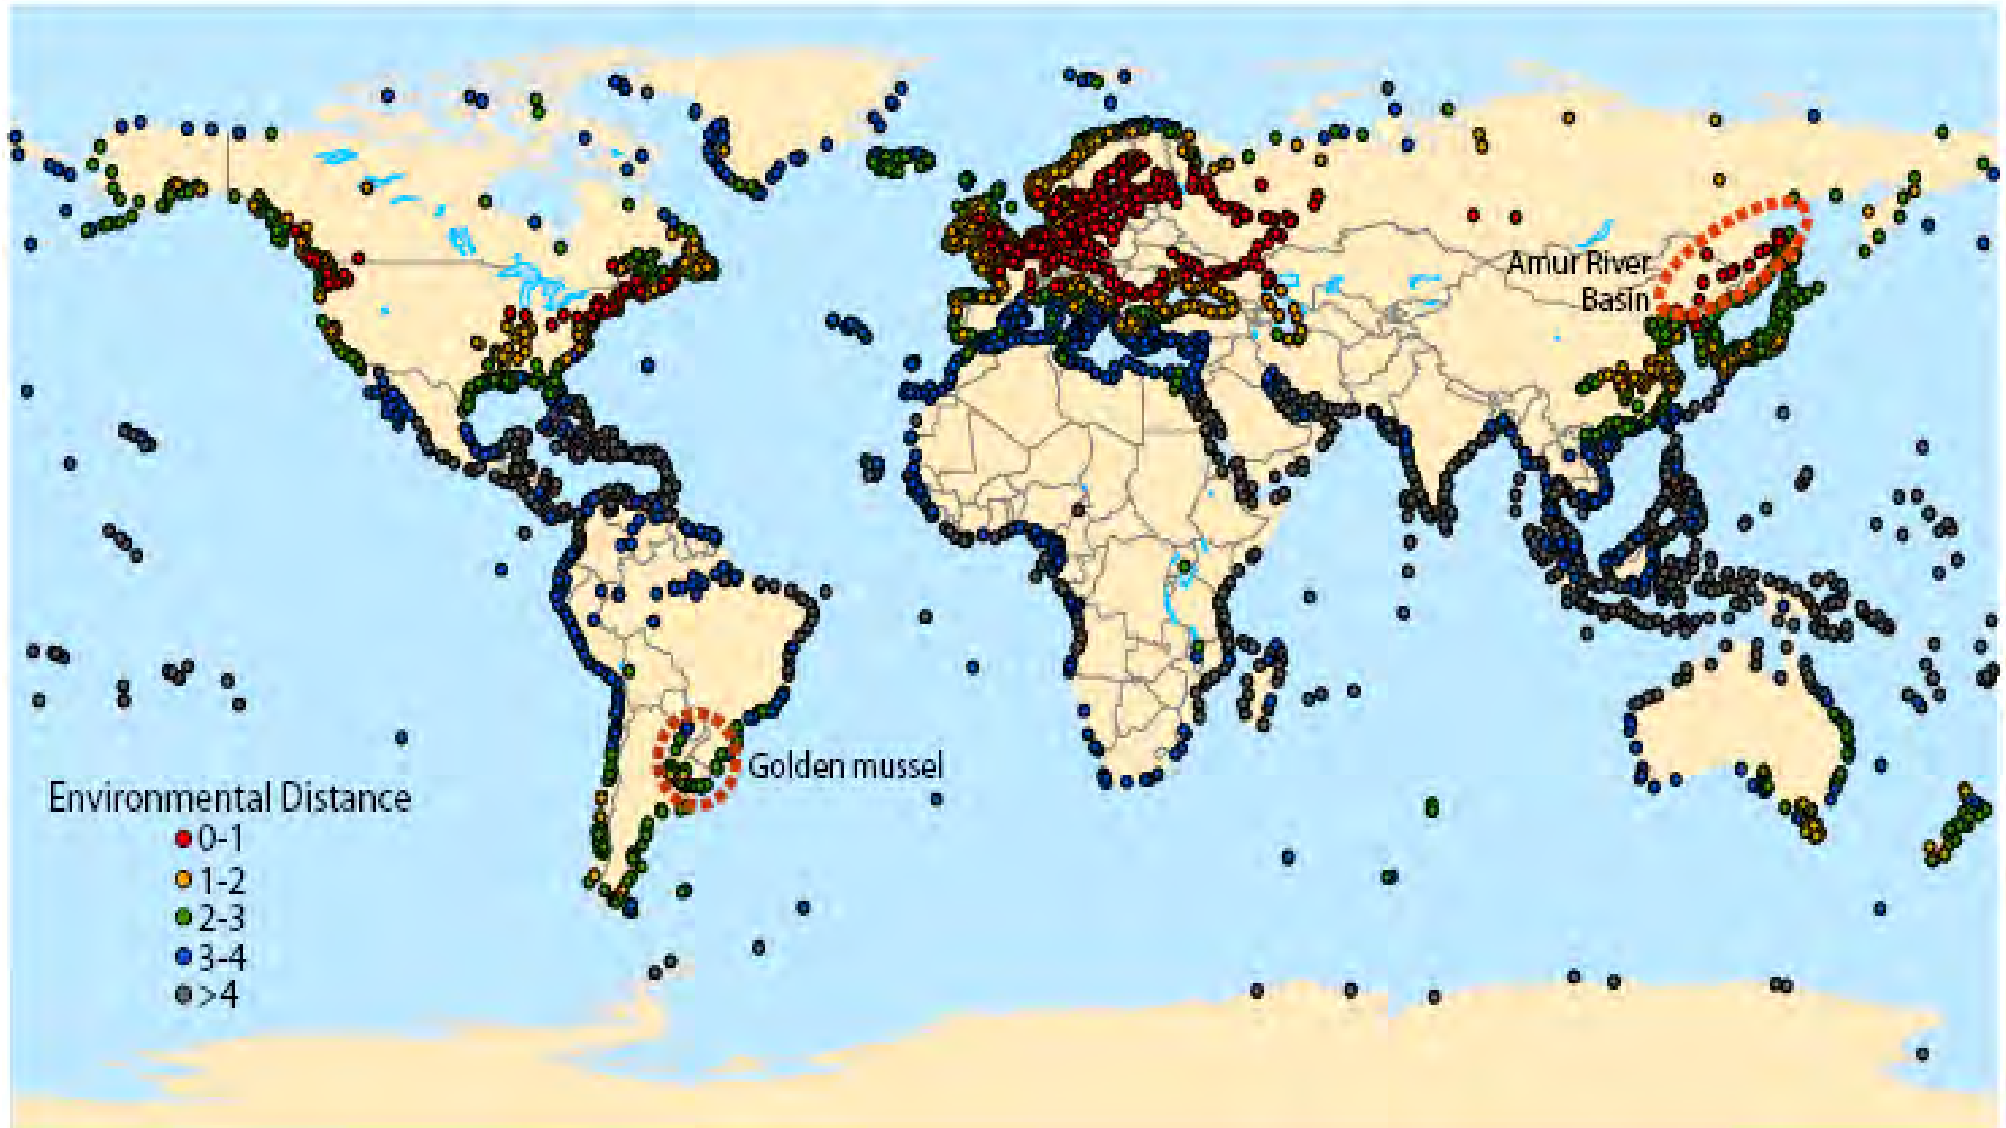 Amur River
Basin
Golden mussel
Environmental Distance
0-1
1-2
2-3
3-4
>4